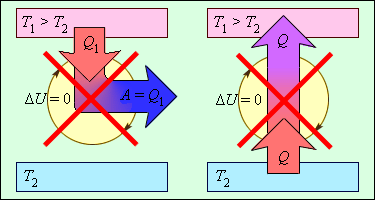 T₁ > T₂
Q₁
ΔU = 0
A = Q₁
T₂
T₁ > T₂
Q
ΔU = 0
Q
T₂